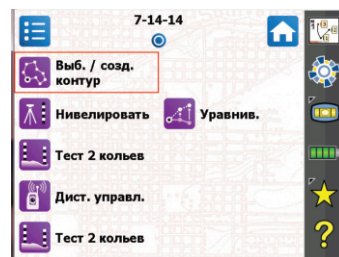 7-14-14
Выб. / созд.
контур
Нивелировать
Уравнив.
Тест 2 кольев
Дист. управл.
Тест 2 кольев